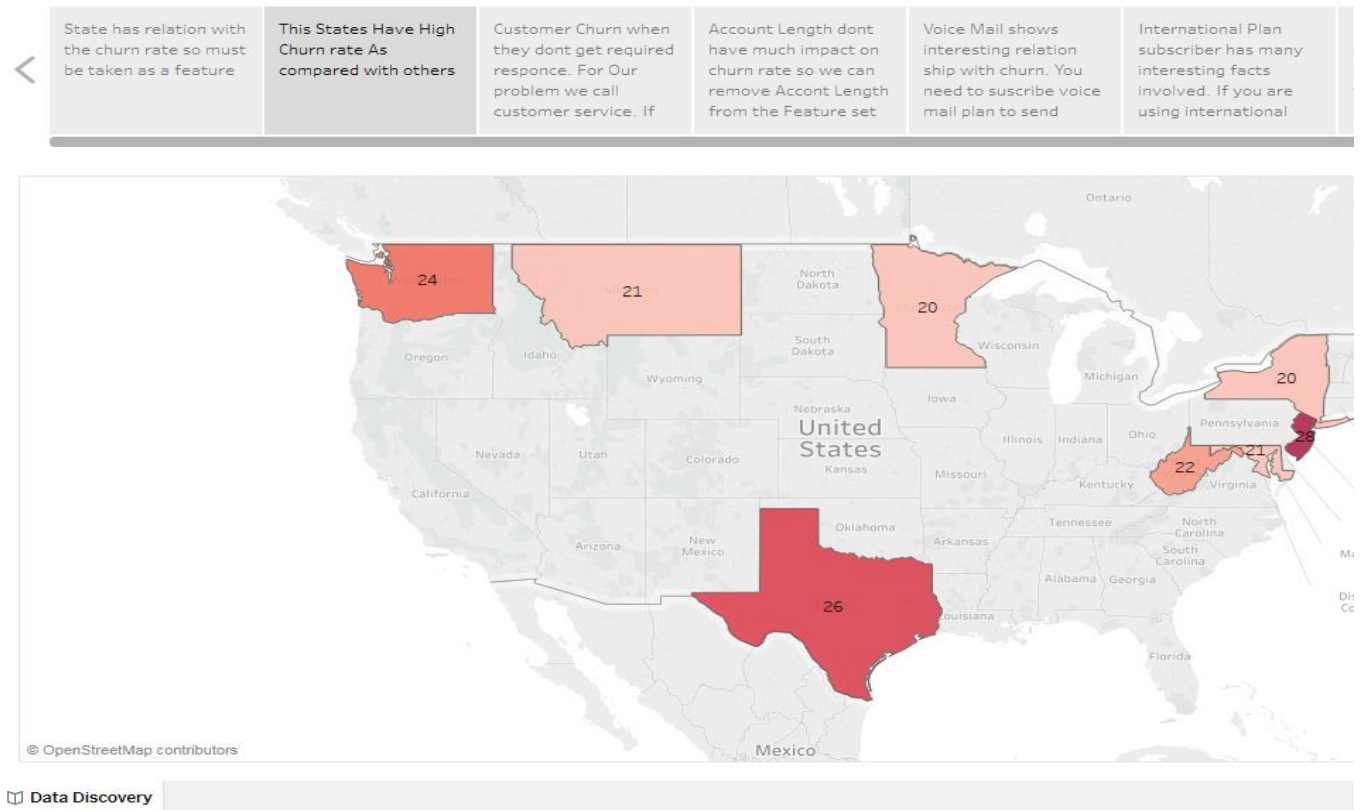 State has relation with
the churn rate so must
be taken as a feature
This States Have High
Churn rate As
compared with others
Customer Churn when
they dont get required
responce. For Our
problem we call
customer service. If
Account Length dont
have much impact on
churn rate so we can
remove Accont Length
from the Feature set
Voice Mail shows
interesting relation
ship with churn. You
need to suscribe voice
mail plan to send
International Plan
subscriber has many
interesting facts
involved. If you are
using international
Ontario
24
21
20
North
Dakota
Oregon
Idaho
South
Dakota
Wisconsin
Wyoming
Michigan
20
Iowa
Nebraska
United
States
Kansas
Pennsylvania
28
Nevada
Utah
Colorado
Illinois
Indiana
Ohio
21
22
Virginia
Missouri
Kentucky
California
Tennessee
North
Carolina
Oklahoma
Arkansas
Arizona
New
Mexico
South
Carolina
Alabama
Georgia
26
Louisiana
Florida
Mexico
© OpenStreetMap contributors
Data Discovery